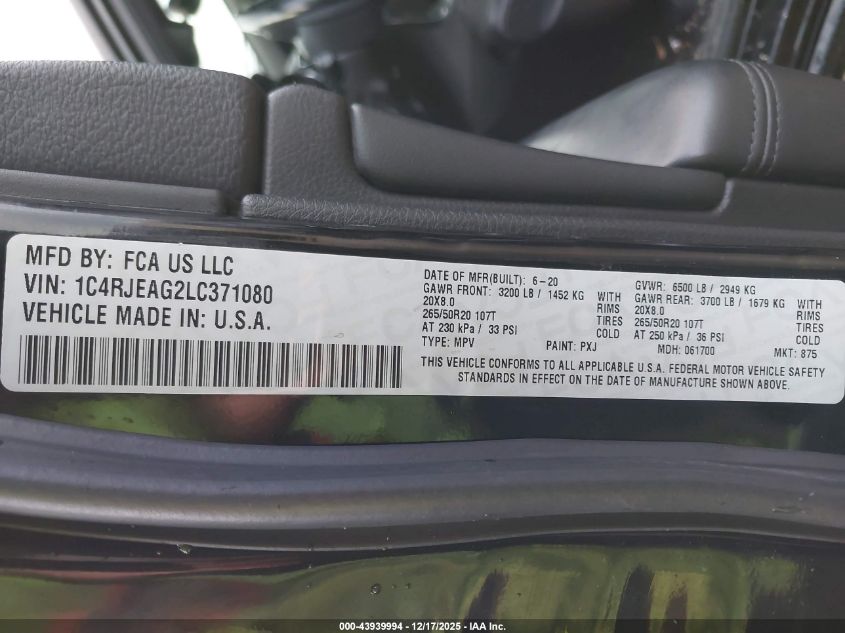 MFD BY: FCA US LLC
VIN: 1C4RJEAG2LC371080
VEHICLE MADE IN: U.S.A.
DATE OF MFR(BUILT): 6-20
GAWR FRONT: 3200 LB / 1452 KG WITH
20X8.0 RIMS
265/50R20 107T TIRES
AT 230 kPa / 33 PSI COLD
TYPE: MPV
GVWR: 6500 LB / 2949 KG
GAWR REAR: 3700 LB / 1679 KG WITH
20X8.0 RIMS
265/50R20 107T TIRES
AT 250 kPa / 36 PSI COLD
PAINT: PXJ MDH: 061700 MKT: 875
THIS VEHICLE CONFORMS TO ALL APPLICABLE U.S.A. FEDERAL MOTOR VEHICLE SAFETY
STANDARDS IN EFFECT ON THE DATE OF MANUFACTURE SHOWN ABOVE.
000-43939994 — 12/17/2025 — IAA Inc.